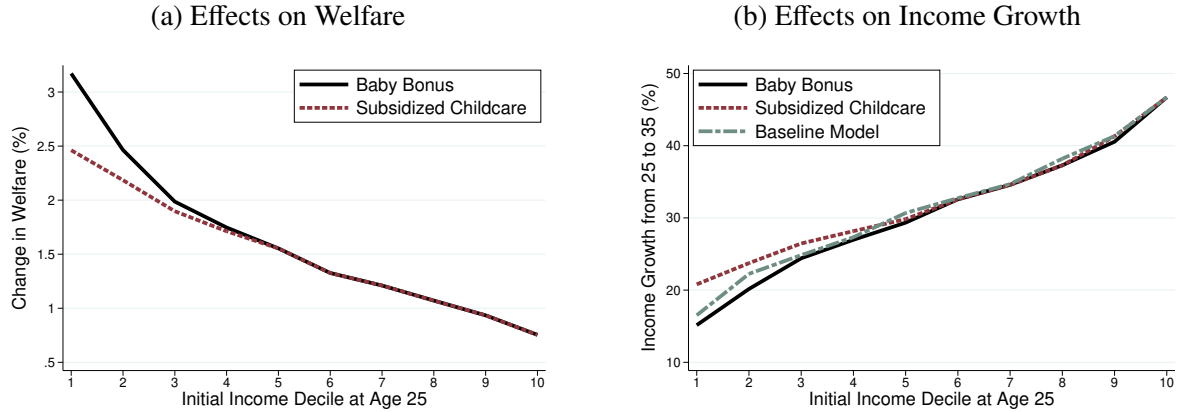 (a) Effects on Welfare
Change in Welfare (%)
3
2.5
2
1.5
1
.5
Baby Bonus
Subsidized Childcare
1 2 3 4 5 6 7 8 9 10
Initial Income Decile at Age 25
(b) Effects on Income Growth
Income Growth from 25 to 35 (%)
50
40
30
20
10
Baby Bonus
Subsidized Childcare
Baseline Model
1 2 3 4 5 6 7 8 9 10
Initial Income Decile at Age 25